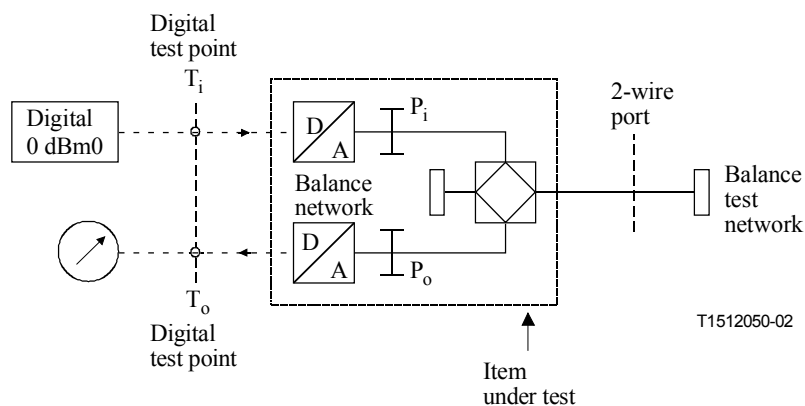 Digital
test point
Ti
Digital
0 dBm0
D
A
Pi
2-wire
port
Balance
network
Balance
test
network
D
A
Po
To
Digital
test point
T1512050-02
Item
under test